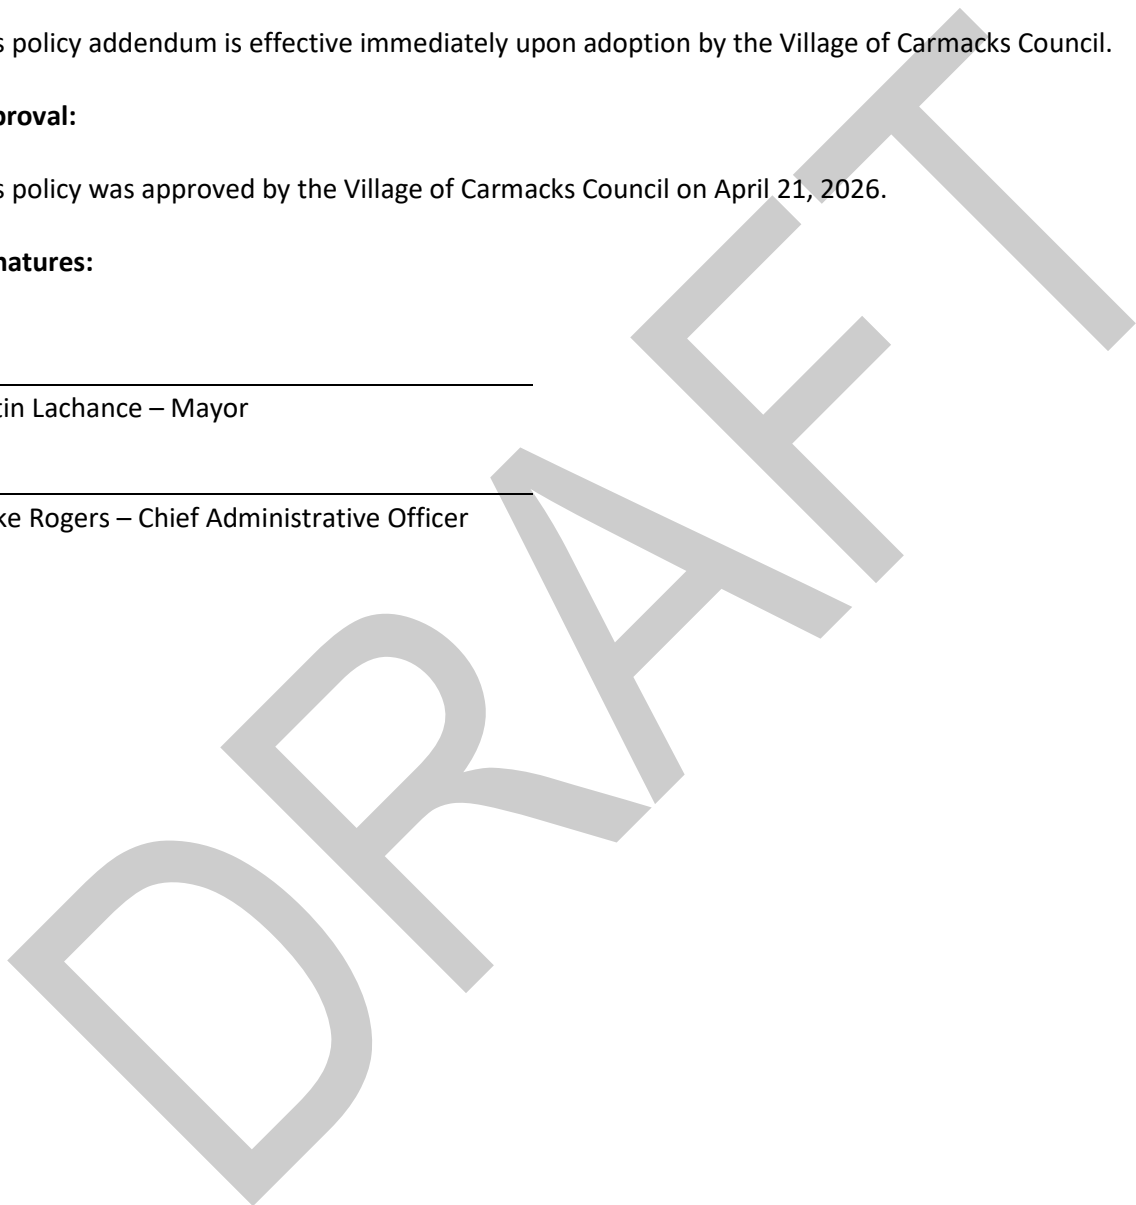 s policy addendum is effective immediately upon adoption by the Village of Carmacks Council.
proval:
s policy was approved by the Village of Carmacks Council on April 21, 2026.
natures:
tin Lachance – Mayor
ke Rogers – Chief Administrative Officer
DRAFT